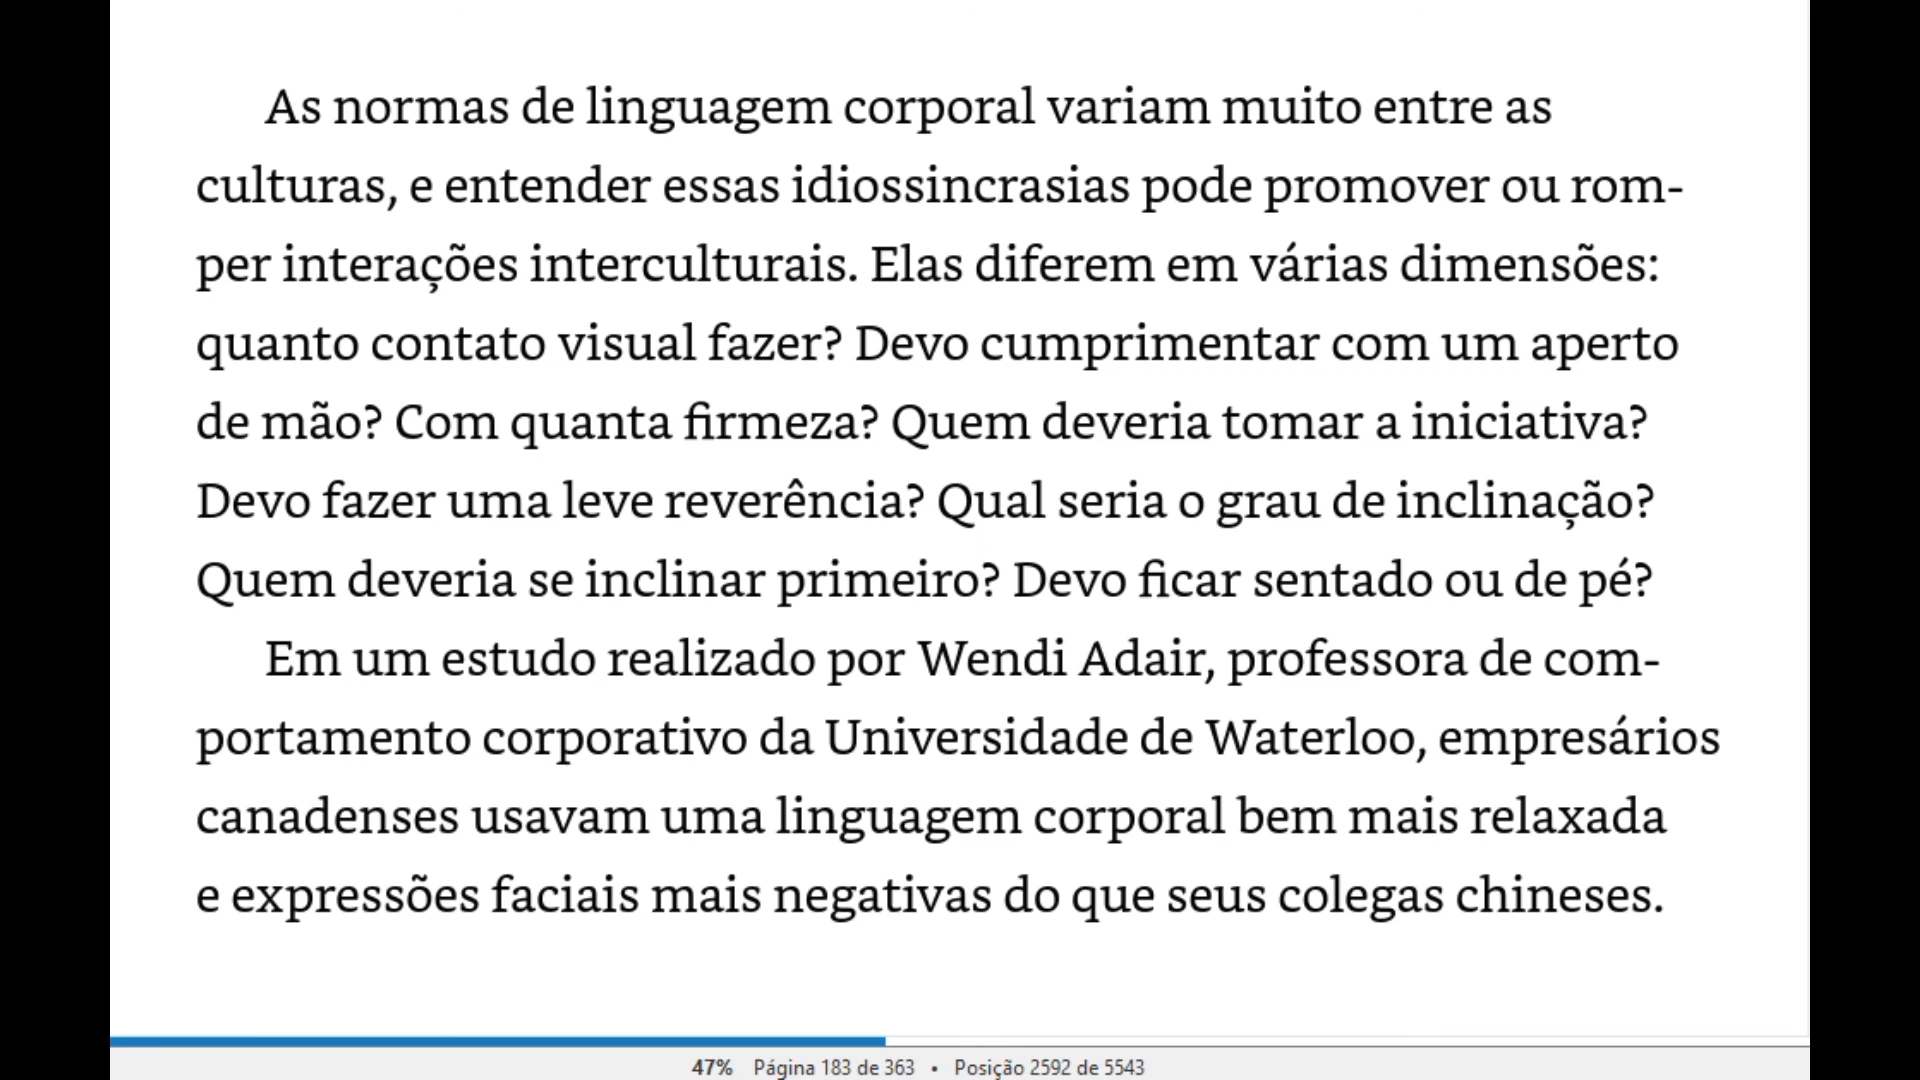 As normas de linguagem corporal variam muito entre as
culturas, e entender essas idiossincrasias pode promover ou rom-
per interações interculturais. Elas diferem em várias dimensões:
quanto contato visual fazer? Devo cumprimentar com um aperto
de mão? Com quanta firmeza? Quem deveria tomar a iniciativa?
Devo fazer uma leve reverência? Qual seria o grau de inclinação?
Quem deveria se inclinar primeiro? Devo ficar sentado ou de pé?
Em um estudo realizado por Wendi Adair, professora de com-
portamento corporativo da Universidade de Waterloo, empresários
canadenses usavam uma linguagem corporal bem mais relaxada
e expressões faciais mais negativas do que seus colegas chineses.
47% Página 183 de 363 • Posição 2592 de 5543